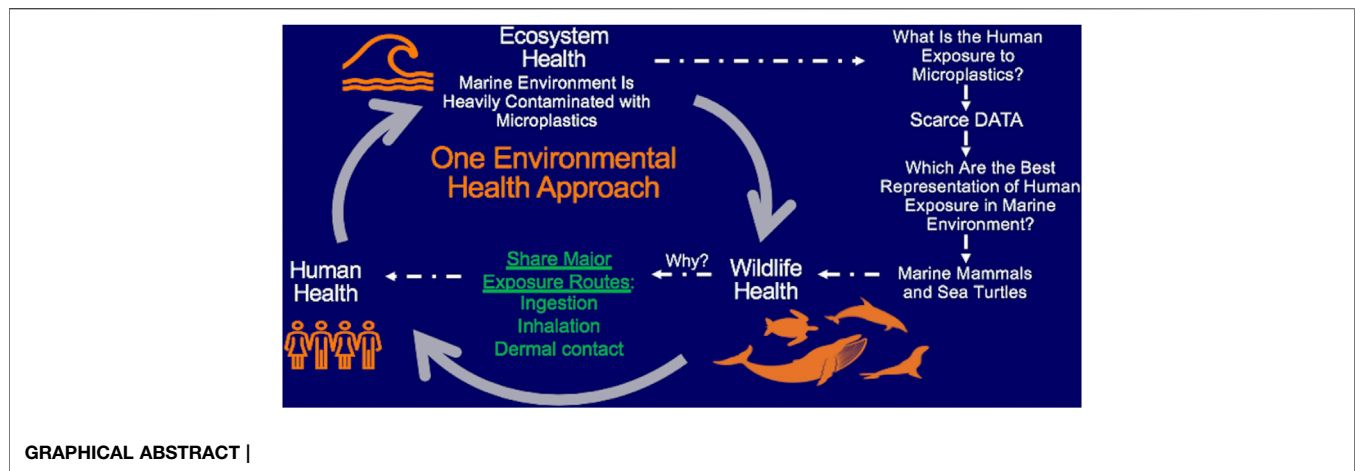 Ecosystem
Health
Marine Environment Is
Heavily Contaminated with
Microplastics
One Environmental
Health Approach
What Is the Human
Exposure to
Microplastics?
Scarce DATA
Which Are the Best
Representation of Human
Exposure in Marine
Environment?
Marine Mammals
and Sea Turtles
Wildlife
Health
Why?
Share Major
Exposure Routes:
Ingestion
Inhalation
Dermal contact
Human
Health
GRAPHICAL ABSTRACT |